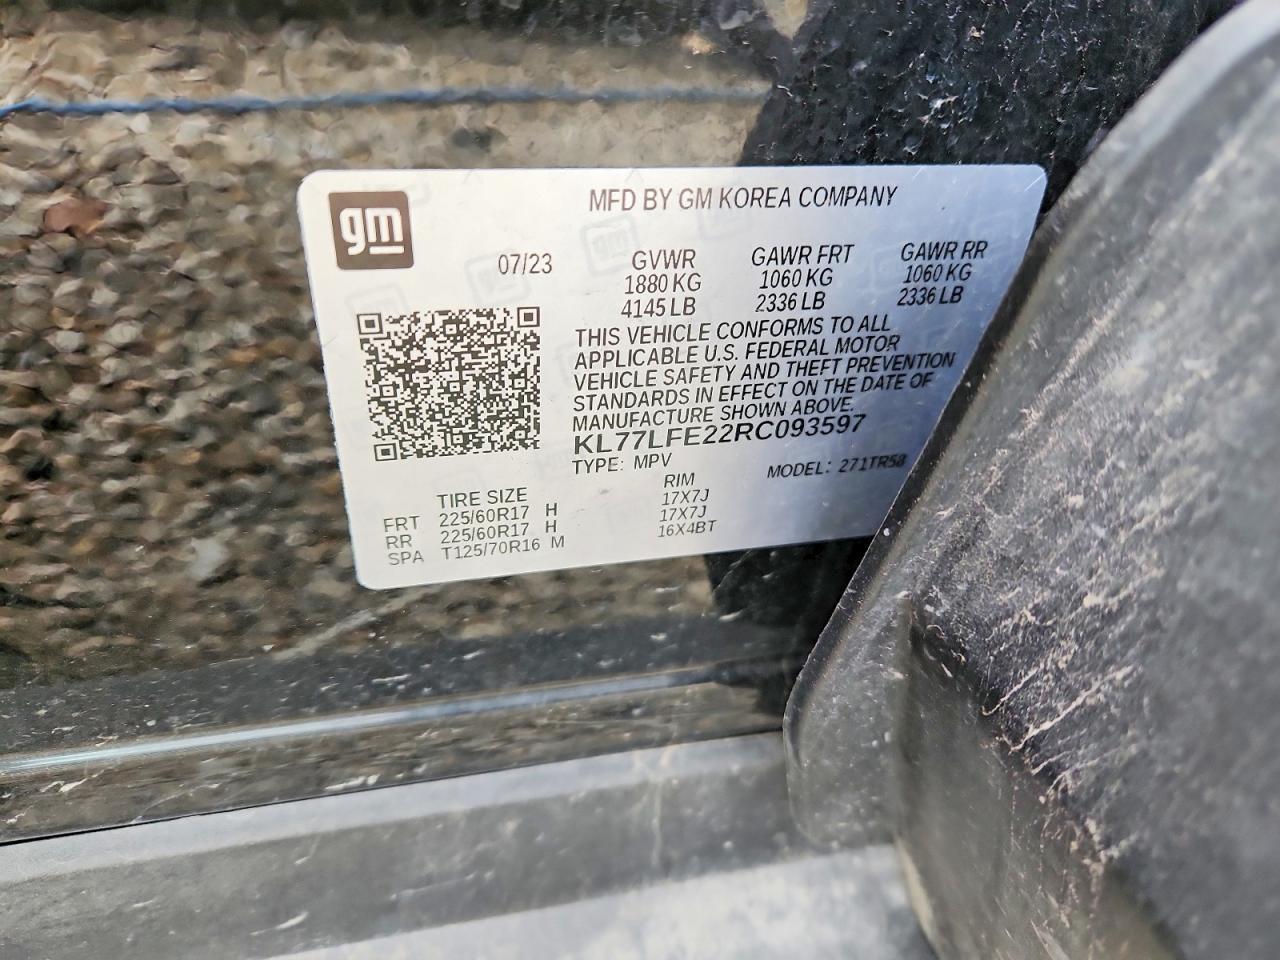 gm
MFD BY GM KOREA COMPANY
07/23 GVWR GAWR FRT GAWR RR
1880 KG 1060 KG 1060 KG
4145 LB 2336 LB 2336 LB
THIS VEHICLE CONFORMS TO ALL
APPLICABLE U.S. FEDERAL MOTOR
VEHICLE SAFETY AND THEFT PREVENTION
STANDARDS IN EFFECT ON THE DATE OF
MANUFACTURE SHOWN ABOVE.
KL77LFE22RC093597
TYPE: MPV MODEL: 271TR58
TIRE SIZE RIM
FRT 225/60R17 H 17X7J
RR 225/60R17 H 17X7J
SPA T125/70R16 M 16X4BT